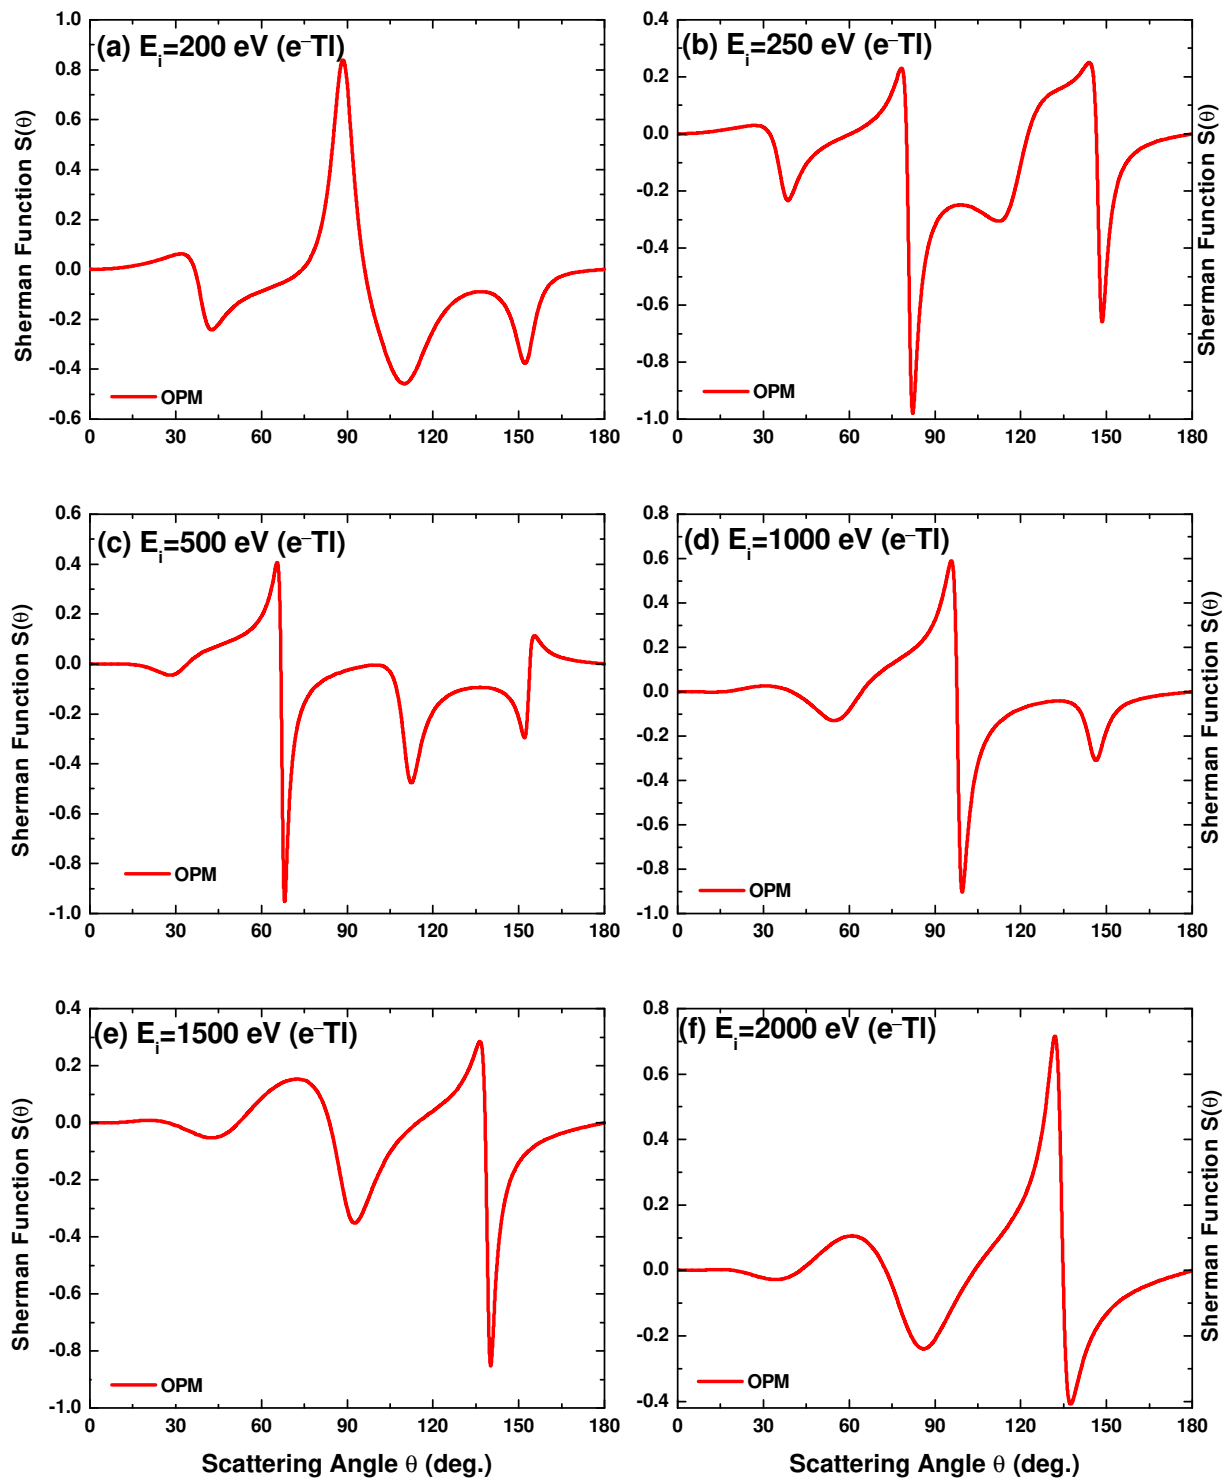 (a) Ei=200 eV (e⁻Tl)
1.0
0.8
0.6
0.4
0.2
0.0
-0.2
-0.4
-0.6
Sherman Function S(θ)
OPM
0 30 60 90 120 150 180
(b) Ei=250 eV (e⁻Tl)
0.4
0.2
0.0
-0.2
-0.4
-0.6
-0.8
-1.0
Sherman Function S(θ)
OPM
0 30 60 90 120 150 180
(c) Ei=500 eV (e⁻Tl)
0.6
0.4
0.2
0.0
-0.2
-0.4
-0.6
-0.8
-1.0
Sherman Function S(θ)
OPM
0 30 60 90 120 150 180
(d) Ei=1000 eV (e⁻Tl)
0.8
0.6
0.4
0.2
0.0
-0.2
-0.4
-0.6
-0.8
-1.0
Sherman Function S(θ)
OPM
0 30 60 90 120 150 180
(e) Ei=1500 eV (e⁻Tl)
0.4
0.2
0.0
-0.2
-0.4
-0.6
-0.8
-1.0
Sherman Function S(θ)
OPM
0 30 60 90 120 150 180
Scattering Angle θ (deg.)
(f) Ei=2000 eV (e⁻Tl)
0.8
0.6
0.4
0.2
0.0
-0.2
-0.4
Sherman Function S(θ)
OPM
0 30 60 90 120 150 180
Scattering Angle θ (deg.)